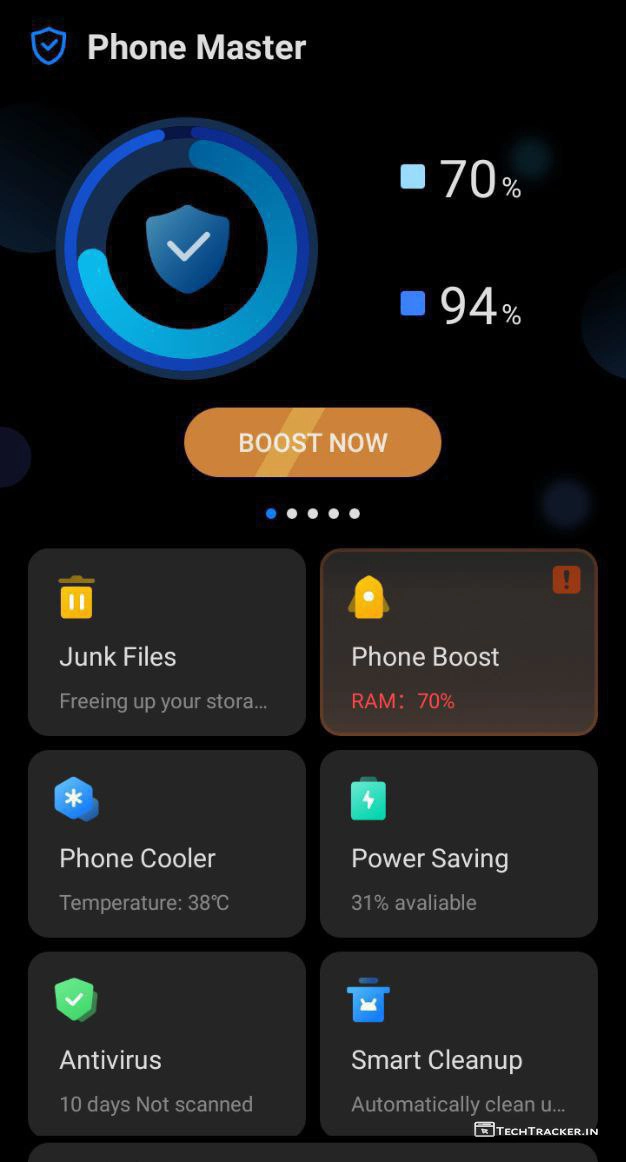 Phone Master
70%
94%
BOOST NOW
Junk Files
Freeing up your stora...
!
Phone Boost
RAM: 70%
Phone Cooler
Temperature: 38℃
Power Saving
31% avaliable
Antivirus
10 days Not scanned
Smart Cleanup
Automatically clean u...
TECHTRACKER.IN